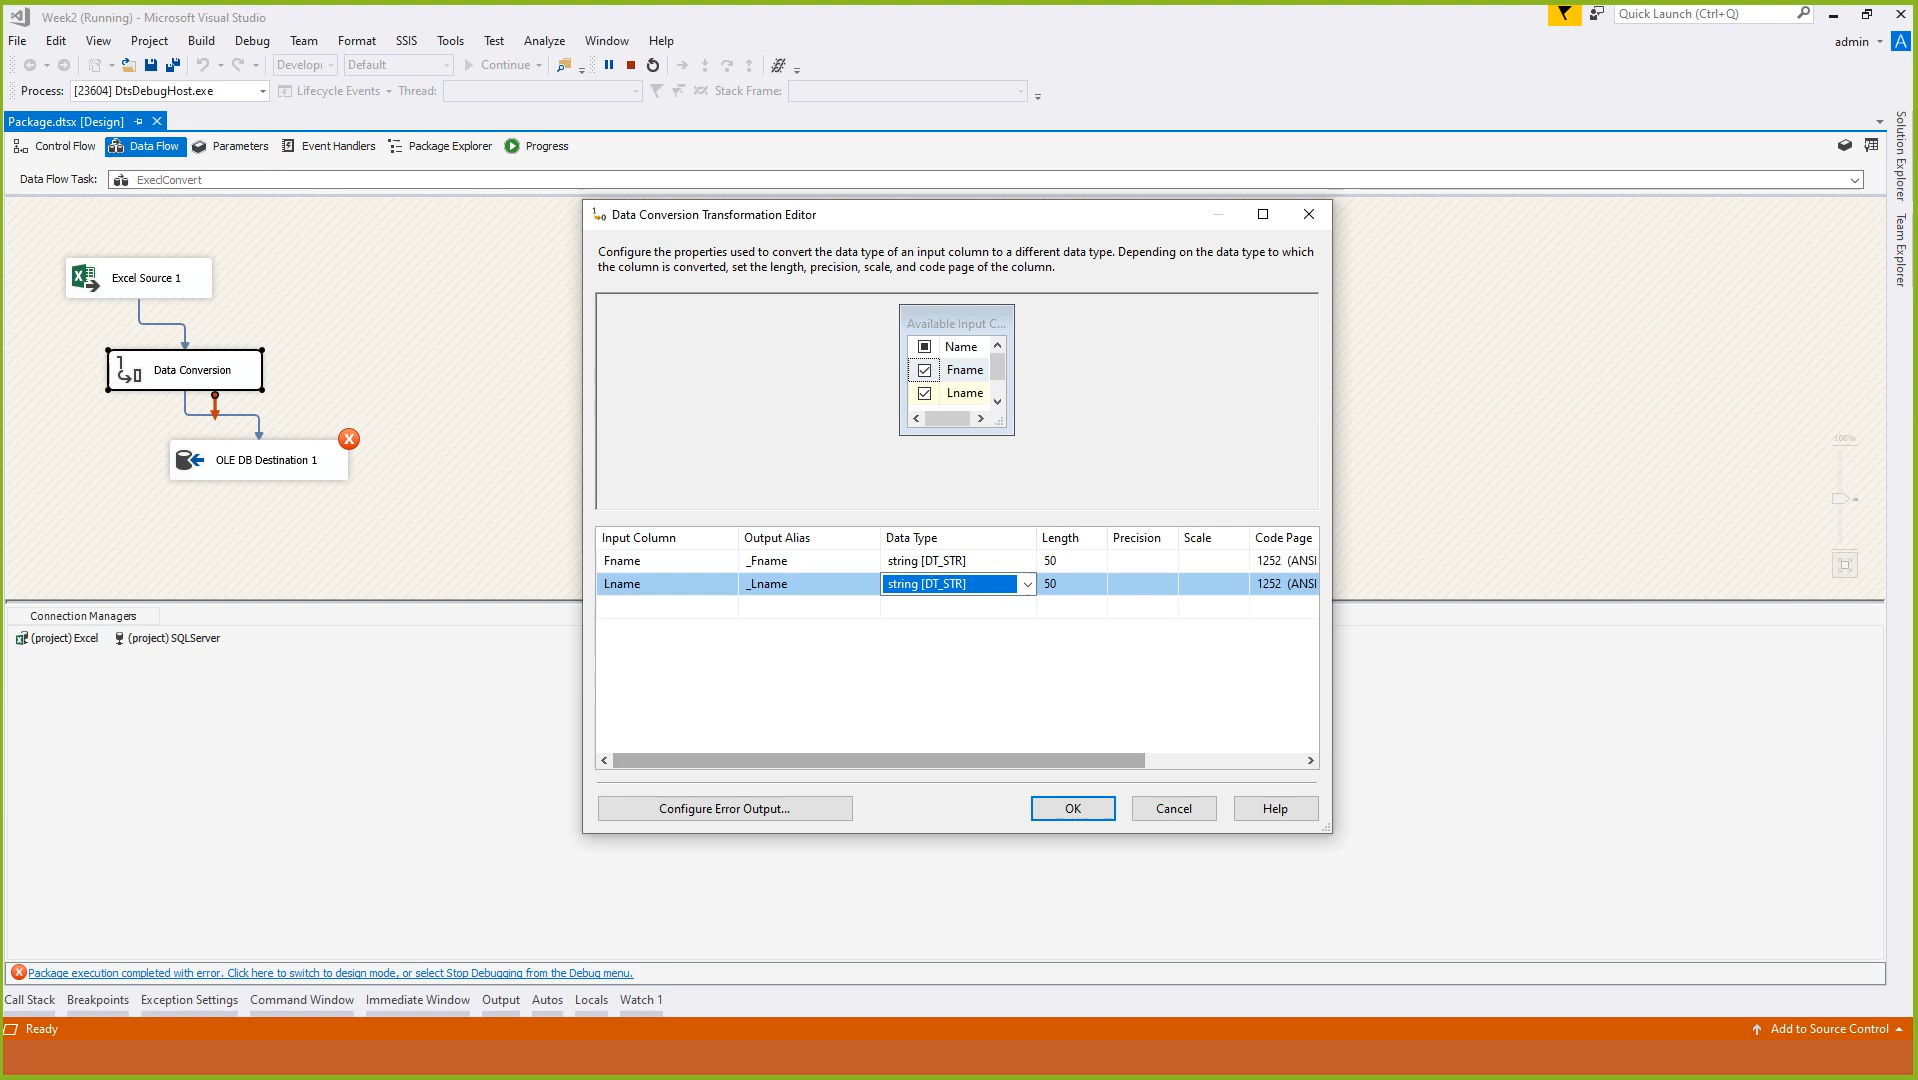 Week2 (Running) - Microsoft Visual Studio
Quick Launch (Ctrl+Q)
File Edit View Project Build Debug Team Format SSIS Tools Test Analyze Window Help
admin A
Develop Default Continue
Process: [23604] DtsDebugHost.exe Lifecycle Events Thread: Stack Frame:
Package.dtsx [Design]
Control Flow Data Flow Parameters Event Handlers Package Explorer Progress
Data Flow Task: ExeclConvert
Solution Explorer
Team Explorer
Excel Source 1
Data Conversion
OLE DB Destination 1
100%
Data Conversion Transformation Editor
Configure the properties used to convert the data type of an input column to a different data type. Depending on the data type to which
the column is converted, set the length, precision, scale, and code page of the column.
Available Input C...
Name
Fname
Lname
Input Column Output Alias Data Type Length Precision Scale Code Page
Fname _Fname string [DT_STR] 50 1252 (ANSI
Lname _Lname string [DT_STR] 50 1252 (ANSI
Configure Error Output... OK Cancel Help
Connection Managers
(project) Excel (project) SQLServer
Package execution completed with error. Click here to switch to design mode, or select Stop Debugging from the Debug menu.
Call Stack Breakpoints Exception Settings Command Window Immediate Window Output Autos Locals Watch 1
Ready
Add to Source Control